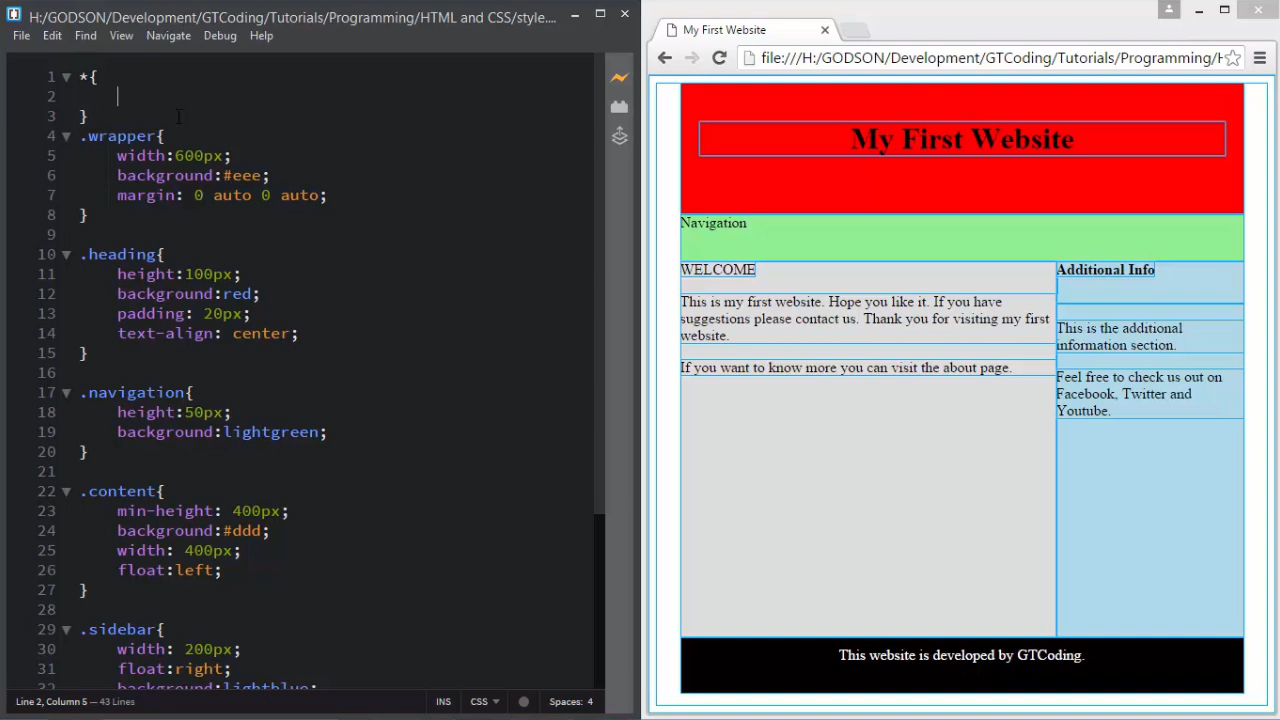 H:/GODSON/Development/GTCoding/Tutorials/Programming/HTML and CSS/style....
File Edit Find View Navigate Debug Help
1 *{
2
3 }
4 .wrapper{
5 width:600px;
6 background:#eee;
7 margin: 0 auto 0 auto;
8 }
9
10 .heading{
11 height:100px;
12 background:red;
13 padding: 20px;
14 text-align: center;
15 }
16
17 .navigation{
18 height:50px;
19 background:lightgreen;
20 }
21
22 .content{
23 min-height: 400px;
24 background:#ddd;
25 width: 400px;
26 float:left;
27 }
28
29 .sidebar{
30 width: 200px;
31 float:right;
32 background:lightblue;
Line 2, Column 5 — 43 Lines
INS CSS Spaces: 4
My First Website
file:///H:/GODSON/Development/GTCoding/Tutorials/Programming/H
My First Website
Navigation
WELCOME
This is my first website. Hope you like it. If you have
suggestions please contact us. Thank you for visiting my first
website.
If you want to know more you can visit the about page.
Additional Info
This is the additional
information section.
Feel free to check us out on
Facebook, Twitter and
Youtube.
This website is developed by GTCoding.